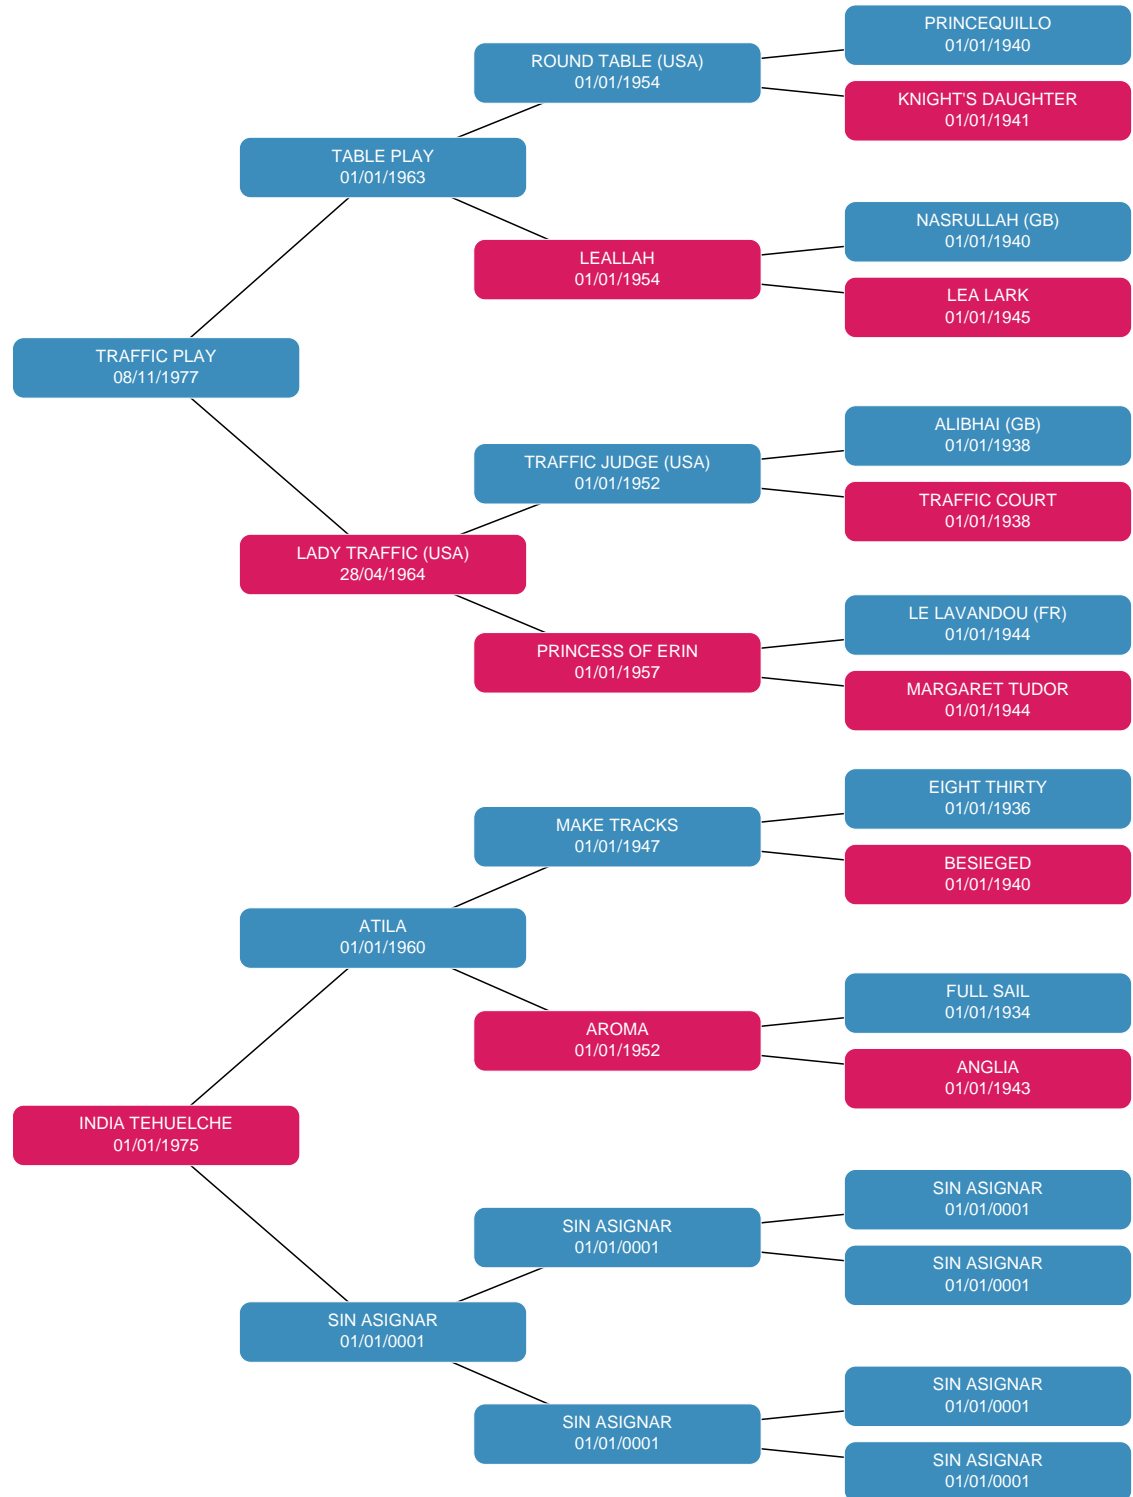 PRINCEQUILLO
01/01/1940
ROUND TABLE (USA)
01/01/1954
KNIGHT'S DAUGHTER
01/01/1941
TABLE PLAY
01/01/1963
NASRULLAH (GB)
01/01/1940
LEALLAH
01/01/1954
LEA LARK
01/01/1945
TRAFFIC PLAY
08/11/1977
ALIBHAI (GB)
01/01/1938
TRAFFIC JUDGE (USA)
01/01/1952
TRAFFIC COURT
01/01/1938
LADY TRAFFIC (USA)
28/04/1964
LE LAVANDOU (FR)
01/01/1944
PRINCESS OF ERIN
01/01/1957
MARGARET TUDOR
01/01/1944
EIGHT THIRTY
01/01/1936
MAKE TRACKS
01/01/1947
BESIEGED
01/01/1940
ATILA
01/01/1960
FULL SAIL
01/01/1934
AROMA
01/01/1952
ANGLIA
01/01/1943
INDIA TEHUELCHE
01/01/1975
SIN ASIGNAR
01/01/0001
SIN ASIGNAR
01/01/0001
SIN ASIGNAR
01/01/0001
SIN ASIGNAR
01/01/0001
SIN ASIGNAR
01/01/0001
SIN ASIGNAR
01/01/0001
SIN ASIGNAR
01/01/0001